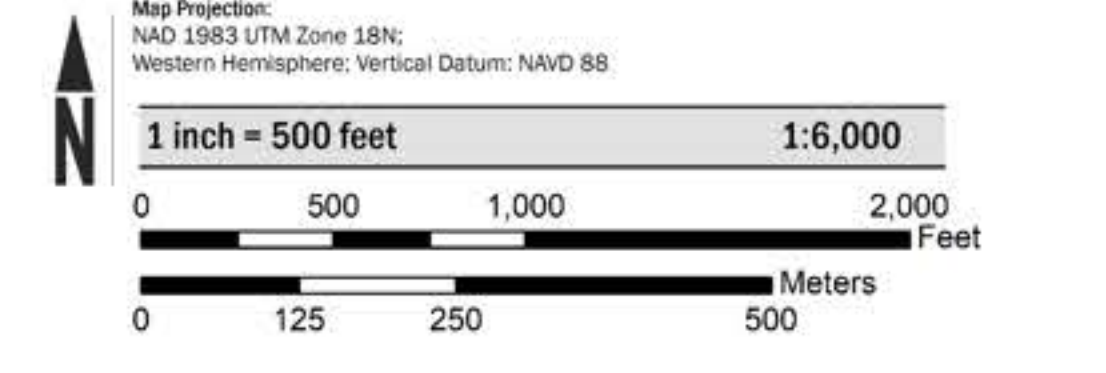 Map Projection:
NAD 1983 UTM Zone 18N;
Western Hemisphere; Vertical Datum: NAVD 88
N
1 inch = 500 feet 1:6,000
0 500 1,000 2,000
Feet
Meters
0 125 250 500